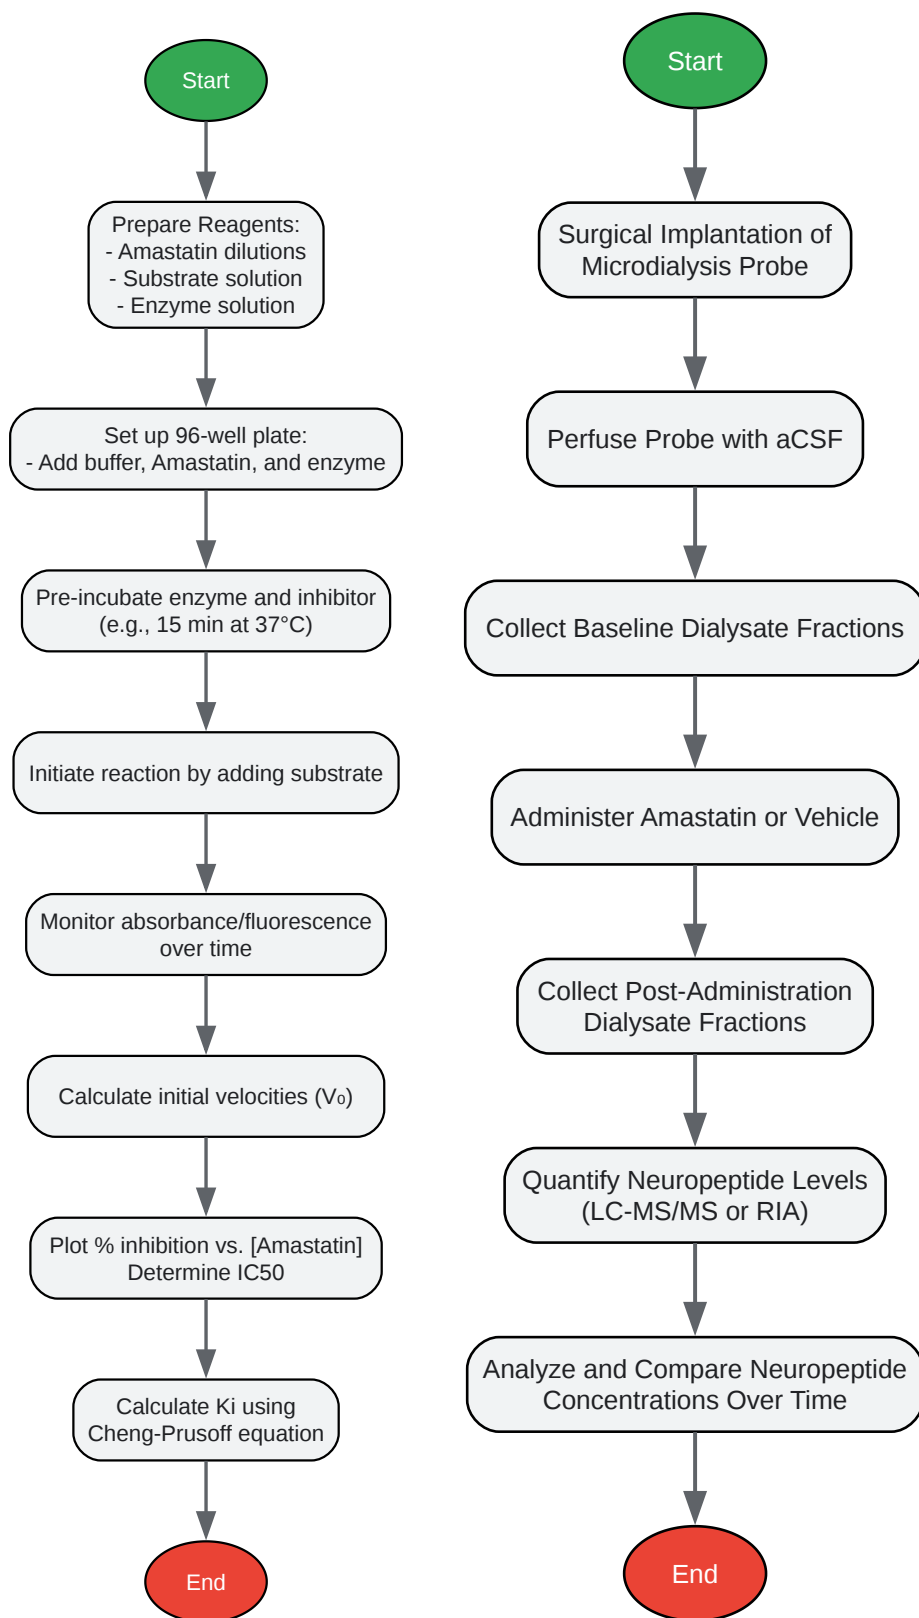 Start
Prepare Reagents:
- Amastatin dilutions
- Substrate solution
- Enzyme solution
Set up 96-well plate:
- Add buffer, Amastatin, and enzyme
Pre-incubate enzyme and inhibitor
(e.g., 15 min at 37°C)
Initiate reaction by adding substrate
Monitor absorbance/fluorescence
over time
Calculate initial velocities (V₀)
Plot % inhibition vs. [Amastatin]
Determine IC50
Calculate Ki using
Cheng-Prusoff equation
End
Start
Surgical Implantation of
Microdialysis Probe
Perfuse Probe with aCSF
Collect Baseline Dialysate Fractions
Administer Amastatin or Vehicle
Collect Post-Administration
Dialysate Fractions
Quantify Neuropeptide Levels
(LC-MS/MS or RIA)
Analyze and Compare Neuropeptide
Concentrations Over Time
End